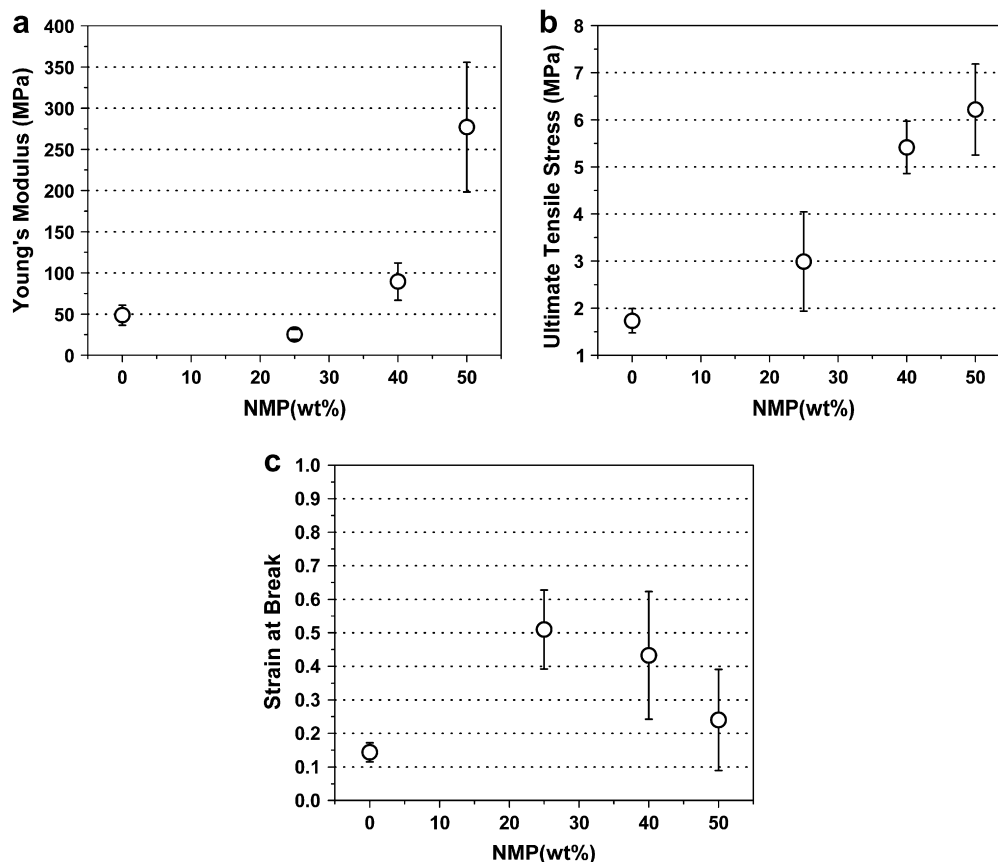 a
Young's Modulus (MPa)
400
350
300
250
200
150
100
50
0
0 10 20 30 40 50
NMP(wt%)
b
Ultimate Tensile Stress (MPa)
8
7
6
5
4
3
2
1
0 10 20 30 40 50
NMP(wt%)
c
Strain at Break
1.0
0.9
0.8
0.7
0.6
0.5
0.4
0.3
0.2
0.1
0.0
0 10 20 30 40 50
NMP(wt%)